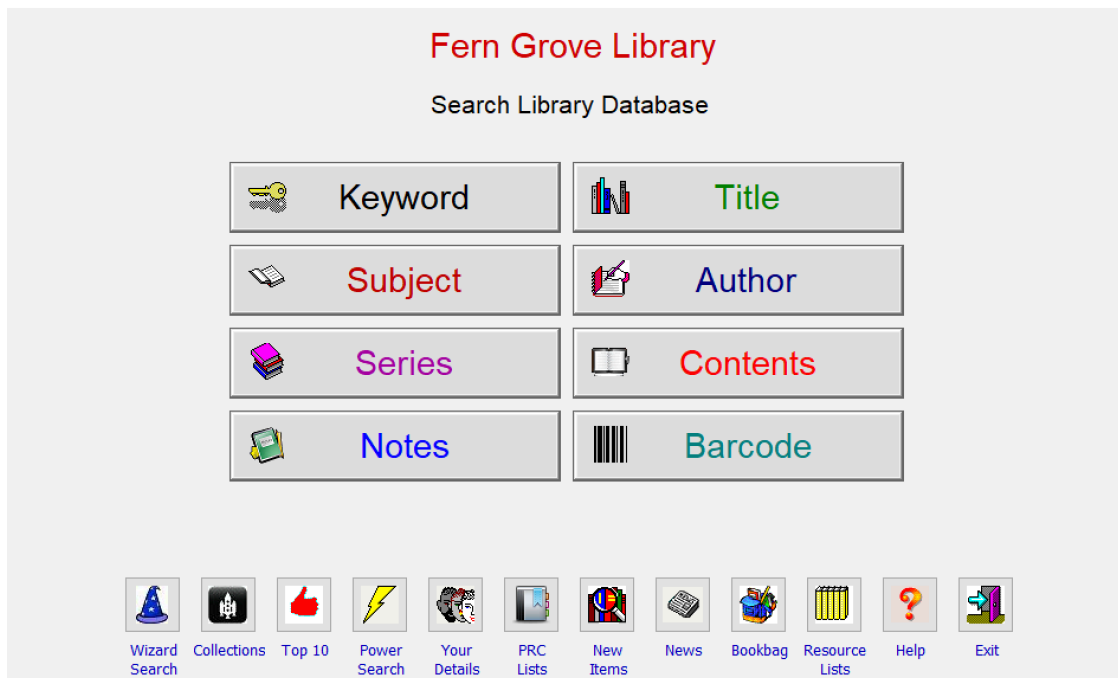 Fern Grove Library
Search Library Database
Keyword
Title
Subject
Author
Series
Contents
Notes
Barcode
Wizard Search
Collections
Top 10
Power Search
Your Details
PRC Lists
New Items
News
Bookbag
Resource Lists
Help
Exit